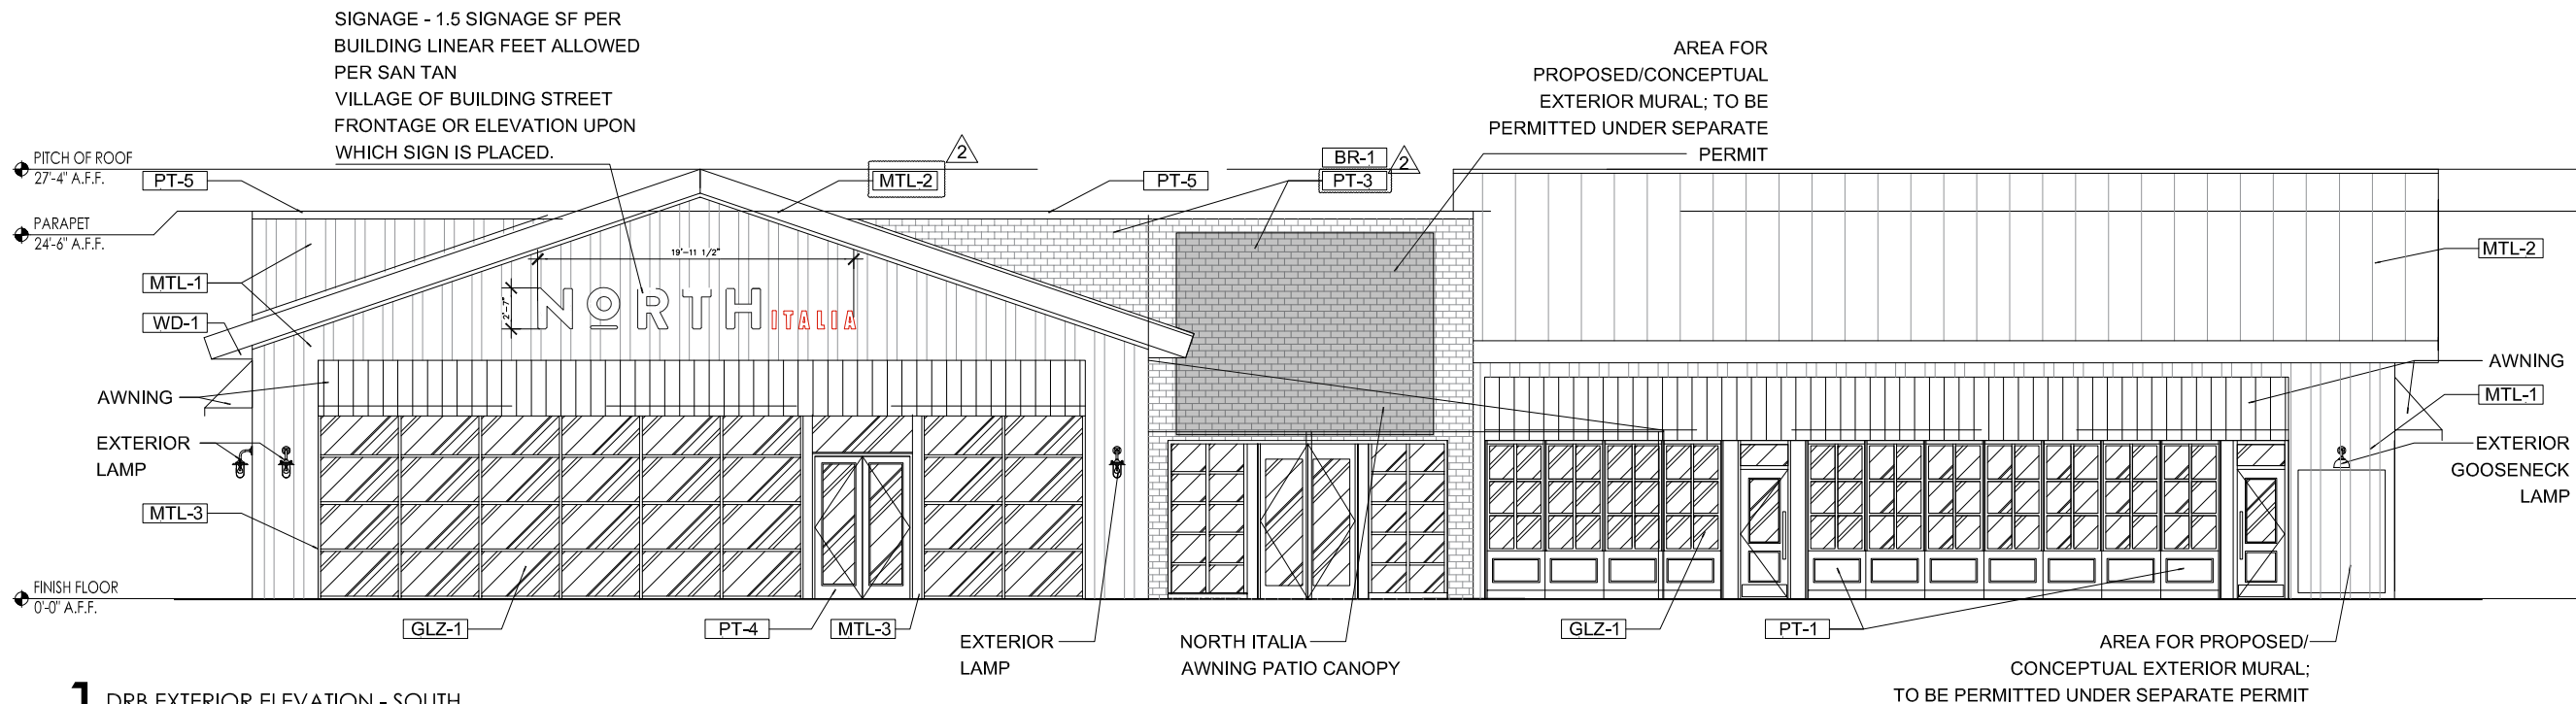 SIGNAGE - 1.5 SIGNAGE SF PER
BUILDING LINEAR FEET ALLOWED
PER SAN TAN
VILLAGE OF BUILDING STREET
FRONTAGE OR ELEVATION UPON
WHICH SIGN IS PLACED.
AREA FOR
PROPOSED/CONCEPTUAL
EXTERIOR MURAL; TO BE
PERMITTED UNDER SEPARATE
PERMIT
PITCH OF ROOF
27'-4" A.F.F.
PT-5
MTL-2
2
PT-5
BR-1
PT-3
2
PARAPET
24'-6" A.F.F.
MTL-1
WD-1
19'-11 1/2"
2'-7"
NORTH ITALIA
MTL-2
AWNING
AWNING
MTL-1
EXTERIOR
LAMP
EXTERIOR
GOOSENECK
LAMP
MTL-3
FINISH FLOOR
0'-0" A.F.F.
GLZ-1
PT-4
MTL-3
EXTERIOR
LAMP
NORTH ITALIA
AWNING PATIO CANOPY
GLZ-1
PT-1
AREA FOR PROPOSED/
CONCEPTUAL EXTERIOR MURAL;
TO BE PERMITTED UNDER SEPARATE PERMIT
1 DRB EXTERIOR ELEVATION - SOUTH